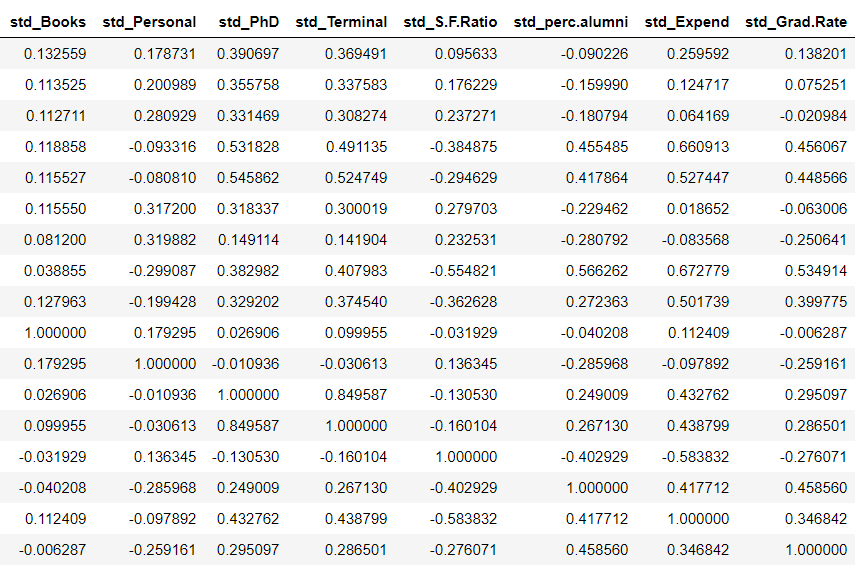 std_Books std_Personal std_PhD std_Terminal std_S.F.Ratio std_perc.alumni std_Expend std_Grad.Rate
0.132559 0.178731 0.390697 0.369491 0.095633 -0.090226 0.259592 0.138201
0.113525 0.200989 0.355758 0.337583 0.176229 -0.159990 0.124717 0.075251
0.112711 0.280929 0.331469 0.308274 0.237271 -0.180794 0.064169 -0.020984
0.118858 -0.093316 0.531828 0.491135 -0.384875 0.455485 0.660913 0.456067
0.115527 -0.080810 0.545862 0.524749 -0.294629 0.417864 0.527447 0.448566
0.115550 0.317200 0.318337 0.300019 0.279703 -0.229462 0.018652 -0.063006
0.081200 0.319882 0.149114 0.141904 0.232531 -0.280792 -0.083568 -0.250641
0.038855 -0.299087 0.382982 0.407983 -0.554821 0.566262 0.672779 0.534914
0.127963 -0.199428 0.329202 0.374540 -0.362628 0.272363 0.501739 0.399775
1.000000 0.179295 0.026906 0.099955 -0.031929 -0.040208 0.112409 -0.006287
0.179295 1.000000 -0.010936 -0.030613 0.136345 -0.285968 -0.097892 -0.259161
0.026906 -0.010936 1.000000 0.849587 -0.130530 0.249009 0.432762 0.295097
0.099955 -0.030613 0.849587 1.000000 -0.160104 0.267130 0.438799 0.286501
-0.031929 0.136345 -0.130530 -0.160104 1.000000 -0.402929 -0.583832 -0.276071
-0.040208 -0.285968 0.249009 0.267130 -0.402929 1.000000 0.417712 0.458560
0.112409 -0.097892 0.432762 0.438799 -0.583832 0.417712 1.000000 0.346842
-0.006287 -0.259161 0.295097 0.286501 -0.276071 0.458560 0.346842 1.000000